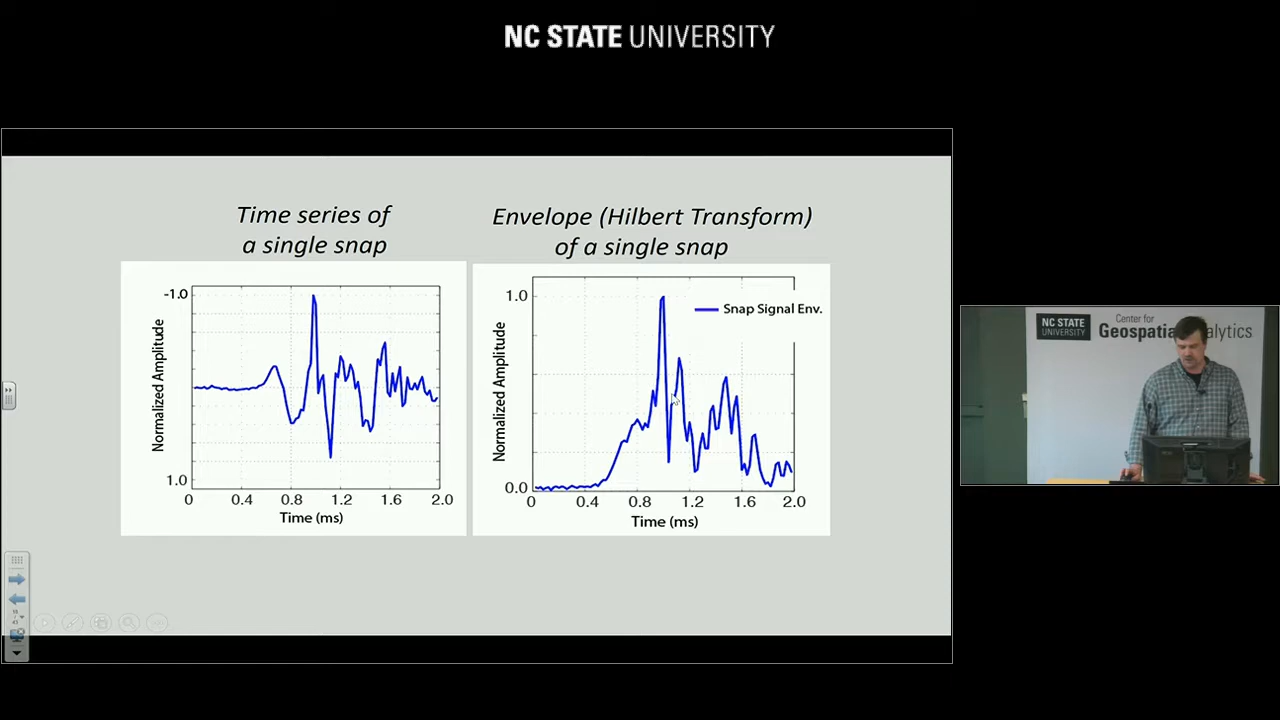 NC STATE UNIVERSITY
Time series of
a single snap
-1.0
Normalized Amplitude
1.0
0 0.4 0.8 1.2 1.6 2.0
Time (ms)
Envelope (Hilbert Transform)
of a single snap
1.0
Snap Signal Env.
Normalized Amplitude
0.0
0 0.4 0.8 1.2 1.6 2.0
Time (ms)
NC STATE
UNIVERSITY
Center for
Geospatia alytics